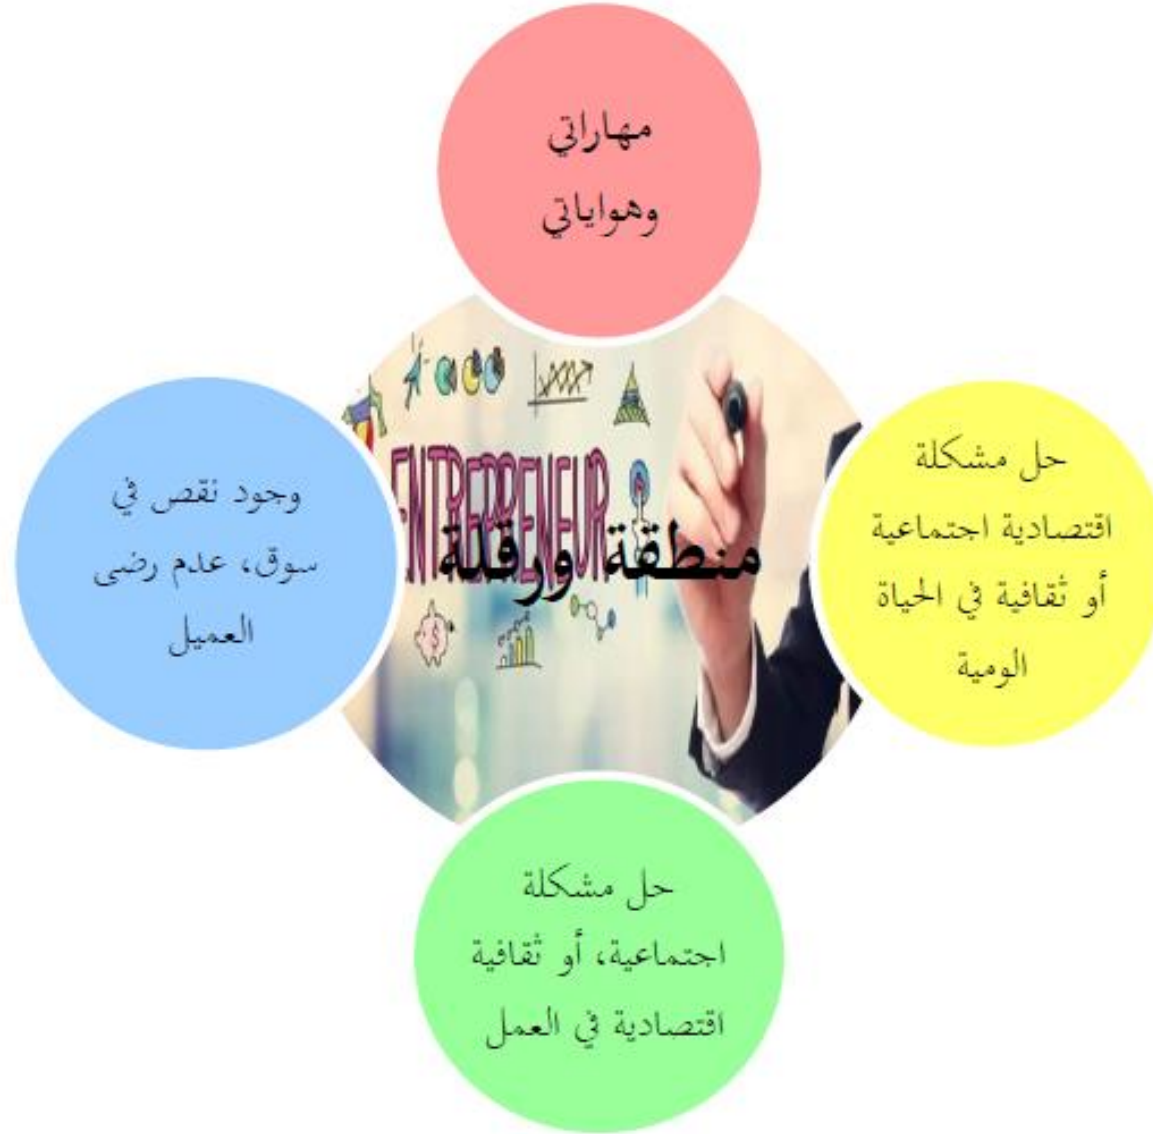 مهاراتي
وهواياتي
حل مشكلة
اقتصادية اجتماعية
أو ثقافية في الحياة
الومية
حل مشكلة
اجتماعية، أو ثقافية
اقتصادية في العمل
وجود نقص في
سوق، عدم رضى
العميل
ENTREPRENEUR
منطقة ورقلة